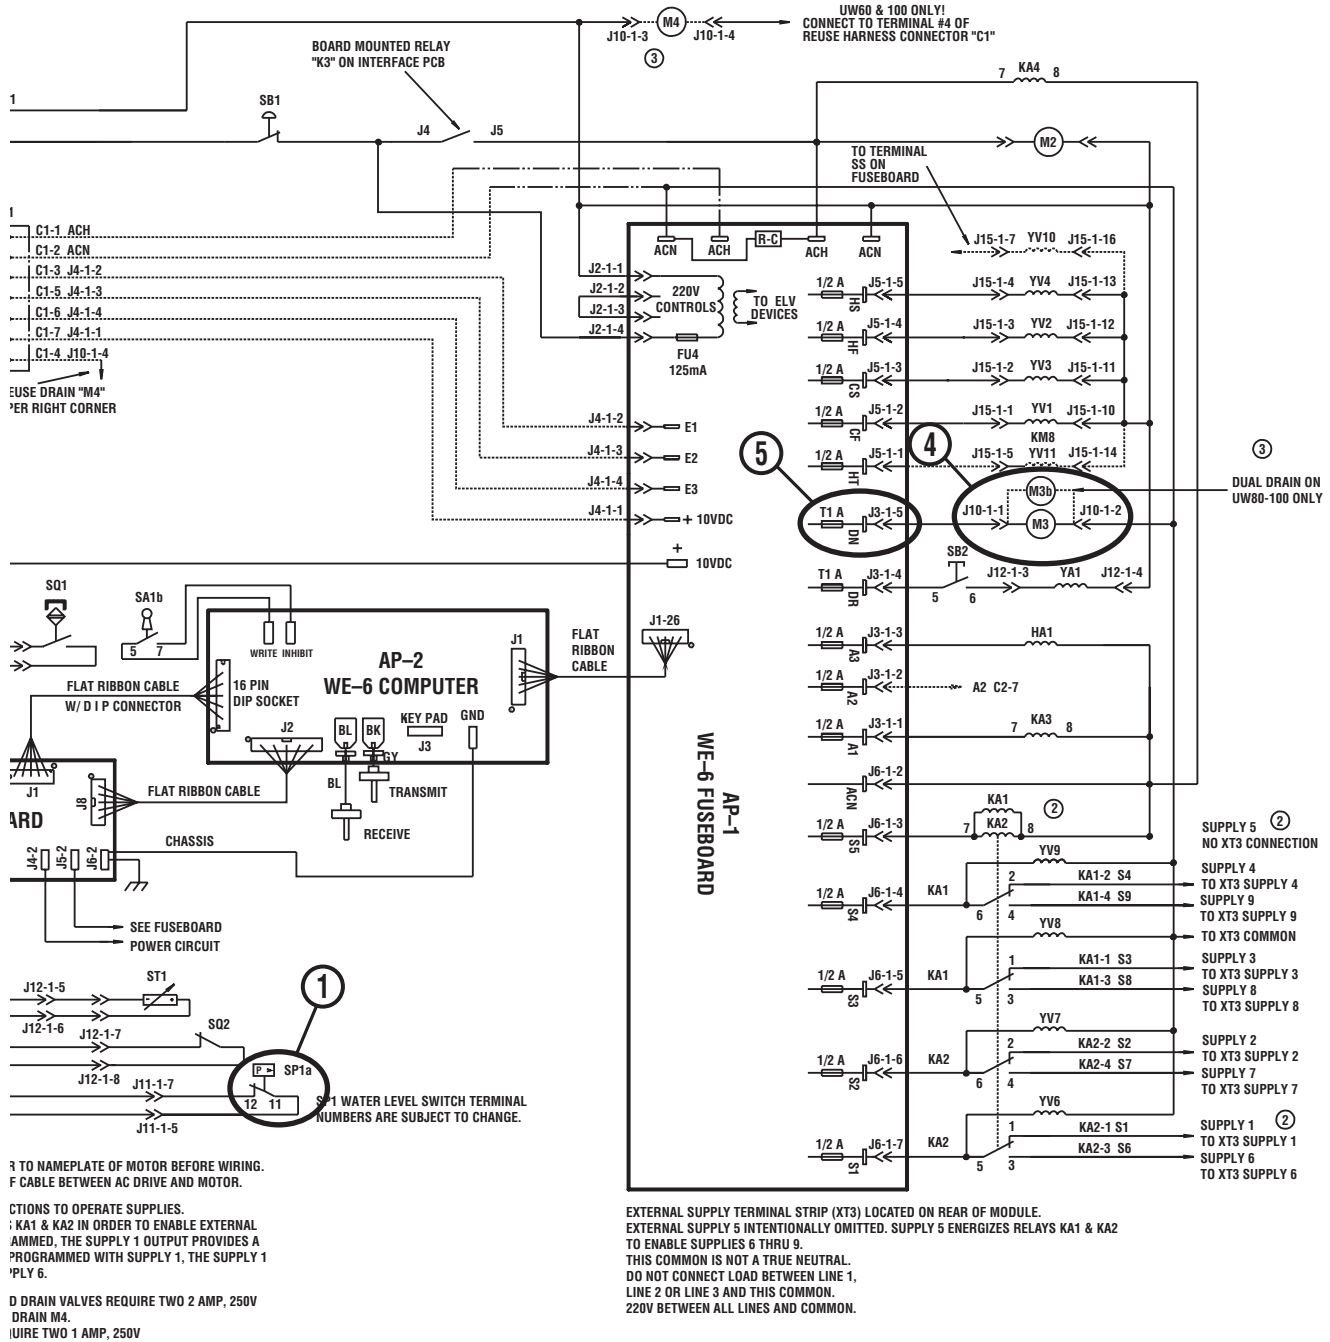 UW60 & 100 ONLY!
CONNECT TO TERMINAL #4 OF
REUSE HARNESS CONNECTOR "C1"
M4
J10-1-3
J10-1-4
3
BOARD MOUNTED RELAY
"K3" ON INTERFACE PCB
7 KA4 8
1
SB1
J4
J5
M2
TO TERMINAL
SS ON
FUSEBOARD
1
C1-1 ACH
C1-2 ACN
C1-3 J4-1-2
C1-5 J4-1-3
C1-6 J4-1-4
C1-7 J4-1-1
C1-4 J10-1-4
EUSE DRAIN "M4"
PER RIGHT CORNER
ACN
ACH
R-C
ACH
ACN
J2-1-1
J2-1-2
J2-1-3
J2-1-4
220V
CONTROLS
TO ELV
DEVICES
FU4
125mA
J15-1-7 YV10 J15-1-16
1/2 A J5-1-5 HS
J15-1-4 YV4 J15-1-13
1/2 A J5-1-4 HF
J15-1-3 YV2 J15-1-12
1/2 A J5-1-3 CS
J15-1-2 YV3 J15-1-11
1/2 A J5-1-2 CF
J15-1-1 YV1 J15-1-10
KM8
1/2 A J5-1-1 HT
J15-1-5 YV11 J15-1-14
J4-1-2 E1
J4-1-3 E2
J4-1-4 E3
J4-1-1 + 10VDC
+
10VDC
5
4
T1 A J3-1-5 DN
M3b
J10-1-1 M3 J10-1-2
3
DUAL DRAIN ON
UW80-100 ONLY
SB2
T1 A J3-1-4 DR
5 6
J12-1-3 YA1 J12-1-4
SQ1
SA1b
5 7
WRITE INHIBIT
AP–2
WE–6 COMPUTER
J1
FLAT
RIBBON
CABLE
J1-26
1/2 A J3-1-3 A3
HA1
1/2 A J3-1-2 A2
A2 C2-7
1/2 A J3-1-1 A1
7 KA3 8
FLAT RIBBON CABLE
W/ D I P CONNECTOR
16 PIN
DIP SOCKET
J2
BL
BK
KEY PAD
J3
GND
GY
BL
TRANSMIT
RECEIVE
J1
J8
FLAT RIBBON CABLE
ARD
CHASSIS
J4-2
J5-2
J6-2
SEE FUSEBOARD
POWER CIRCUIT
AP–1
WE–6 FUSEBOARD
J6-1-2 ACN
KA1
2
1/2 A J6-1-3 S5
7 KA2 8
SUPPLY 5 2
NO XT3 CONNECTION
YV9
SUPPLY 4
2 KA1-2 S4
TO XT3 SUPPLY 4
1/2 A J6-1-4 S4
KA1
6 4
KA1-4 S9
SUPPLY 9
TO XT3 SUPPLY 9
YV8
TO XT3 COMMON
SUPPLY 3
1 KA1-1 S3
TO XT3 SUPPLY 3
1/2 A J6-1-5 S3
KA1
5 3
KA1-3 S8
SUPPLY 8
TO XT3 SUPPLY 8
YV7
SUPPLY 2
2 KA2-2 S2
TO XT3 SUPPLY 2
1/2 A J6-1-6 S2
KA2
6 4
KA2-4 S7
SUPPLY 7
TO XT3 SUPPLY 7
YV6
SUPPLY 1 2
1 KA2-1 S1
TO XT3 SUPPLY 1
1/2 A J6-1-7 S1
KA2
5 3
KA2-3 S6
SUPPLY 6
TO XT3 SUPPLY 6
J12-1-5
ST1
J12-1-6
1
J12-1-7
SQ2
J12-1-8
P SP1a
J11-1-7
12 11
J11-1-5
SP1 WATER LEVEL SWITCH TERMINAL
NUMBERS ARE SUBJECT TO CHANGE.
R TO NAMEPLATE OF MOTOR BEFORE WIRING.
F CABLE BETWEEN AC DRIVE AND MOTOR.
CTIONS TO OPERATE SUPPLIES.
KA1 & KA2 IN ORDER TO ENABLE EXTERNAL
AMMED, THE SUPPLY 1 OUTPUT PROVIDES A
PROGRAMMED WITH SUPPLY 1, THE SUPPLY 1
PPLY 6.
D DRAIN VALVES REQUIRE TWO 2 AMP, 250V
DRAIN M4.
UIRE TWO 1 AMP, 250V
EXTERNAL SUPPLY TERMINAL STRIP (XT3) LOCATED ON REAR OF MODULE.
EXTERNAL SUPPLY 5 INTENTIONALLY OMITTED. SUPPLY 5 ENERGIZES RELAYS KA1 & KA2
TO ENABLE SUPPLIES 6 THRU 9.
THIS COMMON IS NOT A TRUE NEUTRAL.
DO NOT CONNECT LOAD BETWEEN LINE 1,
LINE 2 OR LINE 3 AND THIS COMMON.
220V BETWEEN ALL LINES AND COMMON.